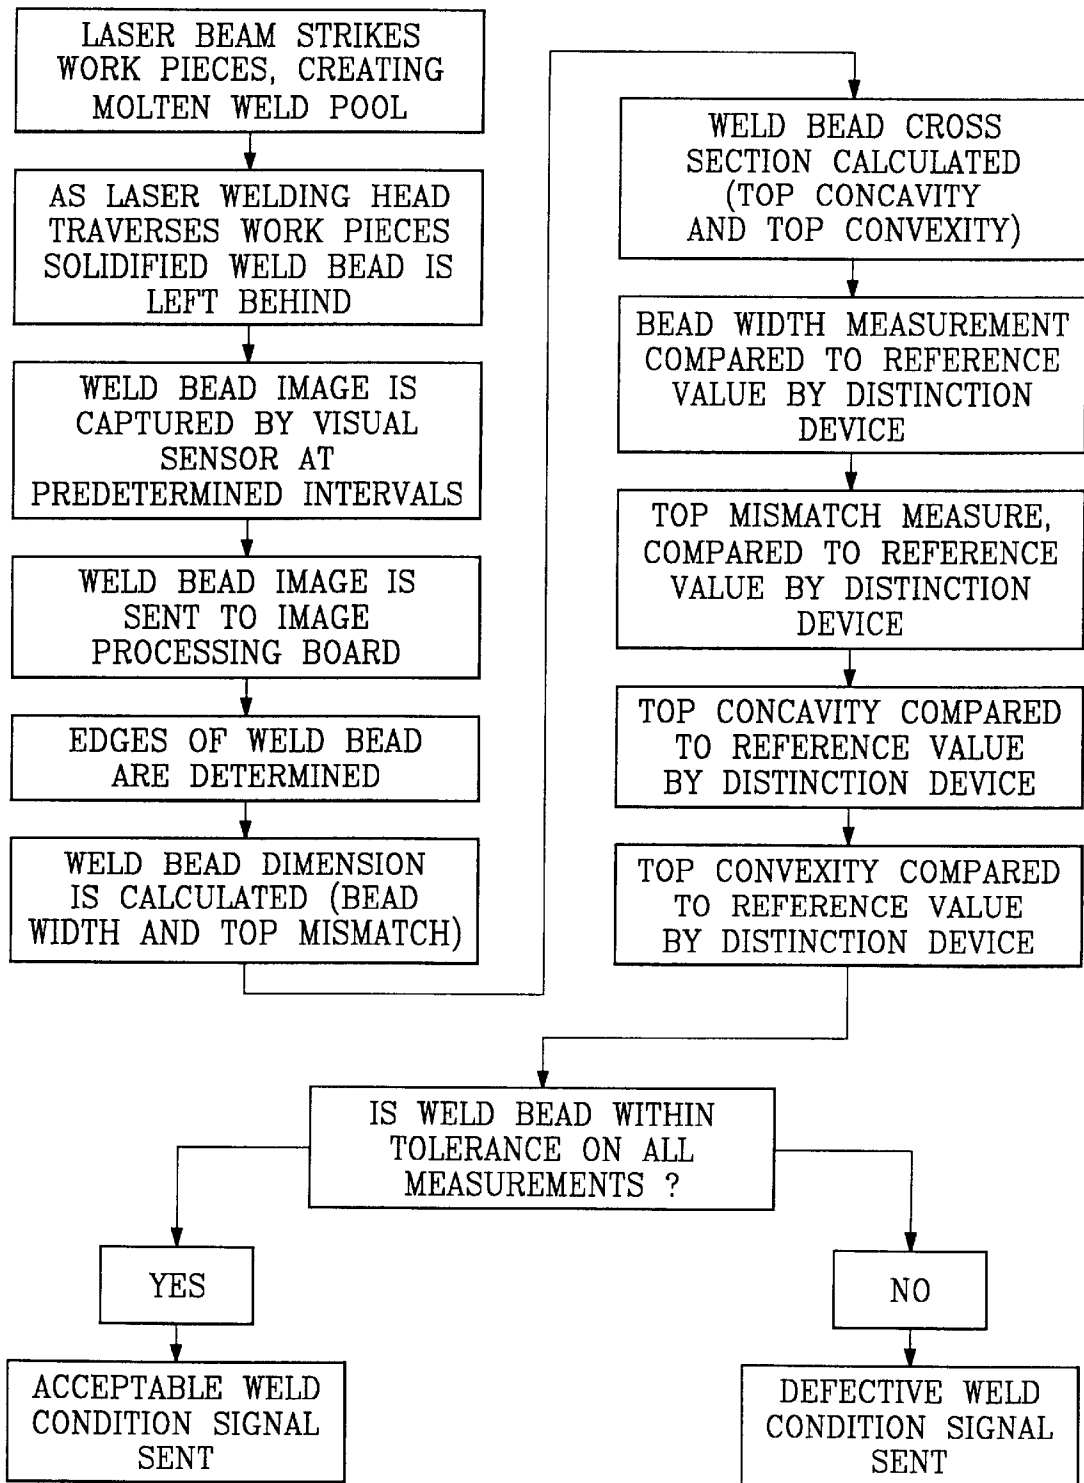 LASER BEAM STRIKES
WORK PIECES, CREATING
MOLTEN WELD POOL
AS LASER WELDING HEAD
TRAVERSES WORK PIECES
SOLIDIFIED WELD BEAD IS
LEFT BEHIND
WELD BEAD IMAGE IS
CAPTURED BY VISUAL
SENSOR AT
PREDETERMINED INTERVALS
WELD BEAD IMAGE IS
SENT TO IMAGE
PROCESSING BOARD
EDGES OF WELD BEAD
ARE DETERMINED
WELD BEAD DIMENSION
IS CALCULATED (BEAD
WIDTH AND TOP MISMATCH)
WELD BEAD CROSS
SECTION CALCULATED
(TOP CONCAVITY
AND TOP CONVEXITY)
BEAD WIDTH MEASUREMENT
COMPARED TO REFERENCE
VALUE BY DISTINCTION
DEVICE
TOP MISMATCH MEASURE,
COMPARED TO REFERENCE
VALUE BY DISTINCTION
DEVICE
TOP CONCAVITY COMPARED
TO REFERENCE VALUE
BY DISTINCTION DEVICE
TOP CONVEXITY COMPARED
TO REFERENCE VALUE
BY DISTINCTION DEVICE
IS WELD BEAD WITHIN
TOLERANCE ON ALL
MEASUREMENTS ?
YES
NO
ACCEPTABLE WELD
CONDITION SIGNAL
SENT
DEFECTIVE WELD
CONDITION SIGNAL
SENT